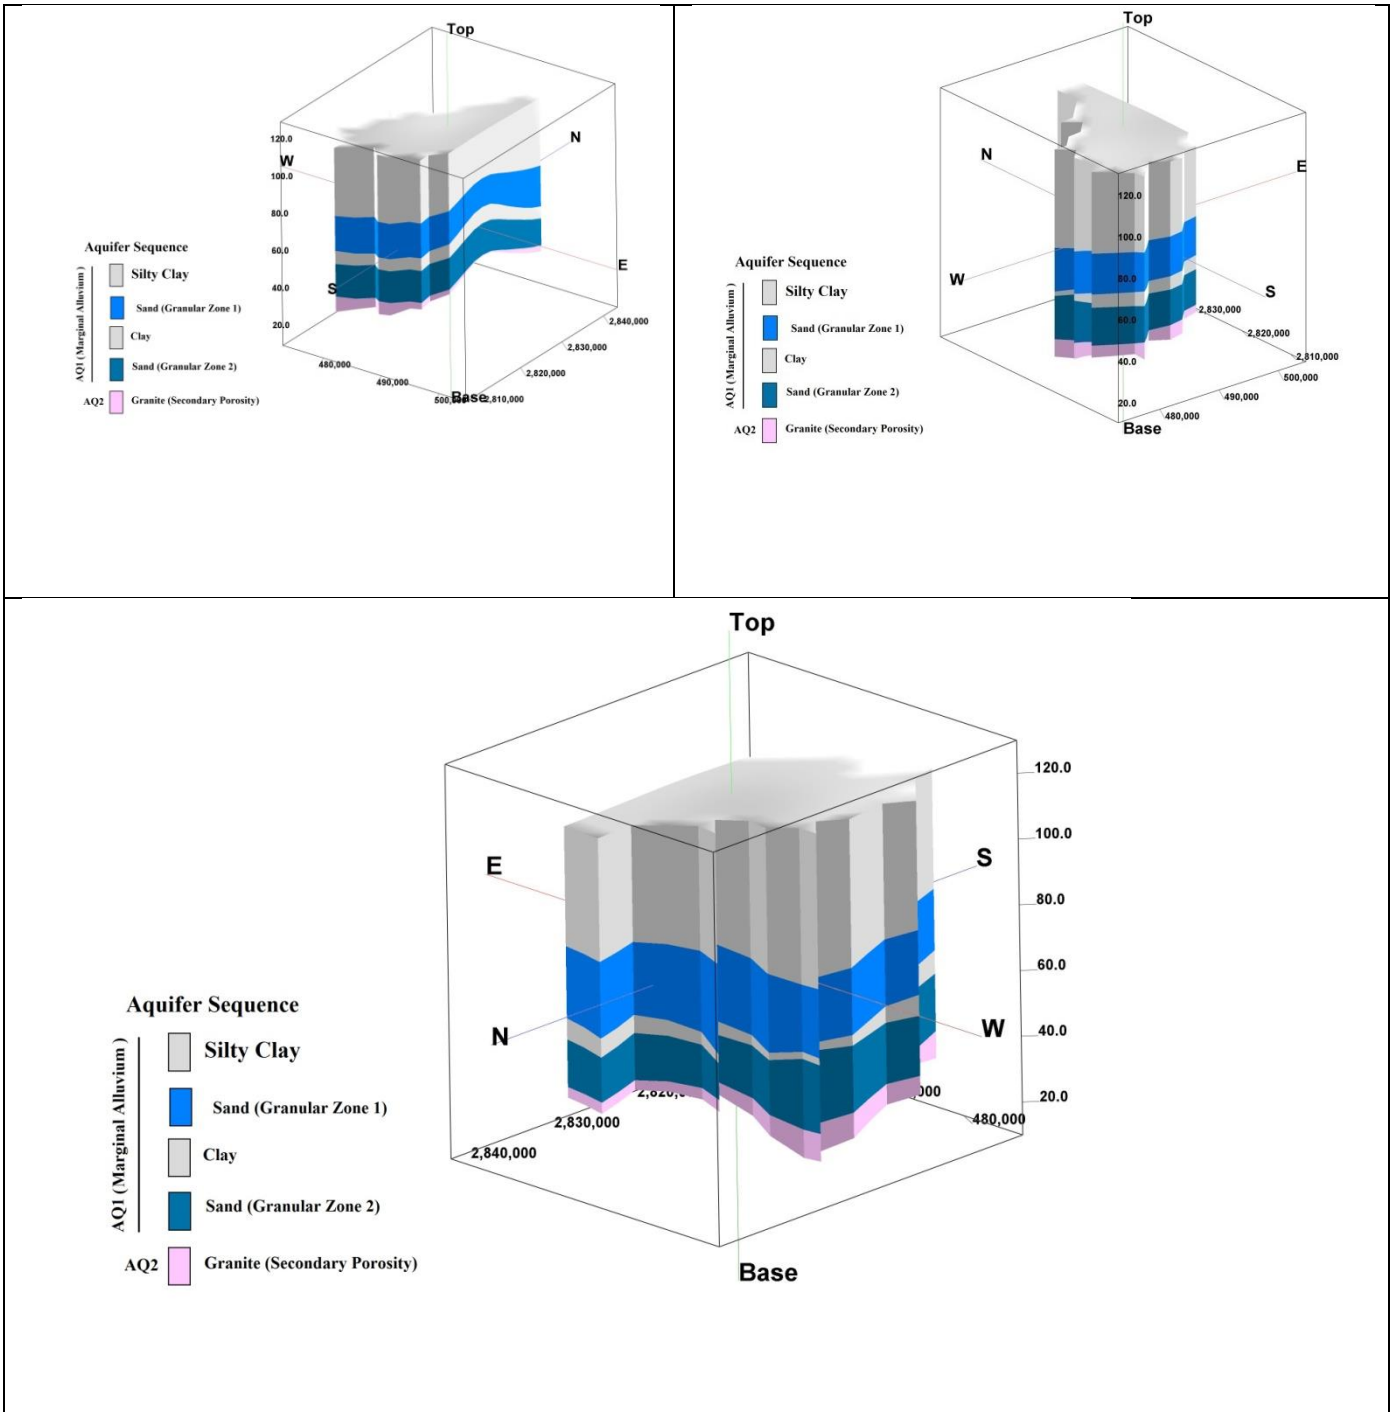 Top
N
120.0
W
100.0
80.0
60.0
40.0
20.0
S
E
480,000
490,000
Base
2,810,000
2,820,000
2,830,000
2,840,000
Aquifer Sequence
AQ1 ( Marginal Alluvium )
Silty Clay
Sand (Granular Zone 1)
Clay
Sand (Granular Zone 2)
AQ2
Granite (Secondary Porosity)
Top
N
E
W
S
120.0
100.0
80.0
60.0
40.0
20.0
2,830,000
2,820,000
2,810,000
500,000
490,000
480,000
Base
Aquifer Sequence
AQ1 ( Marginal Alluvium )
Silty Clay
Sand (Granular Zone 1)
Clay
Sand (Granular Zone 2)
AQ2
Granite (Secondary Porosity)
Top
120.0
100.0
80.0
60.0
40.0
20.0
E
S
N
W
2,830,000
2,840,000
480,000
Base
Aquifer Sequence
AQ1 ( Marginal Alluvium )
Silty Clay
Sand (Granular Zone 1)
Clay
Sand (Granular Zone 2)
AQ2
Granite (Secondary Porosity)